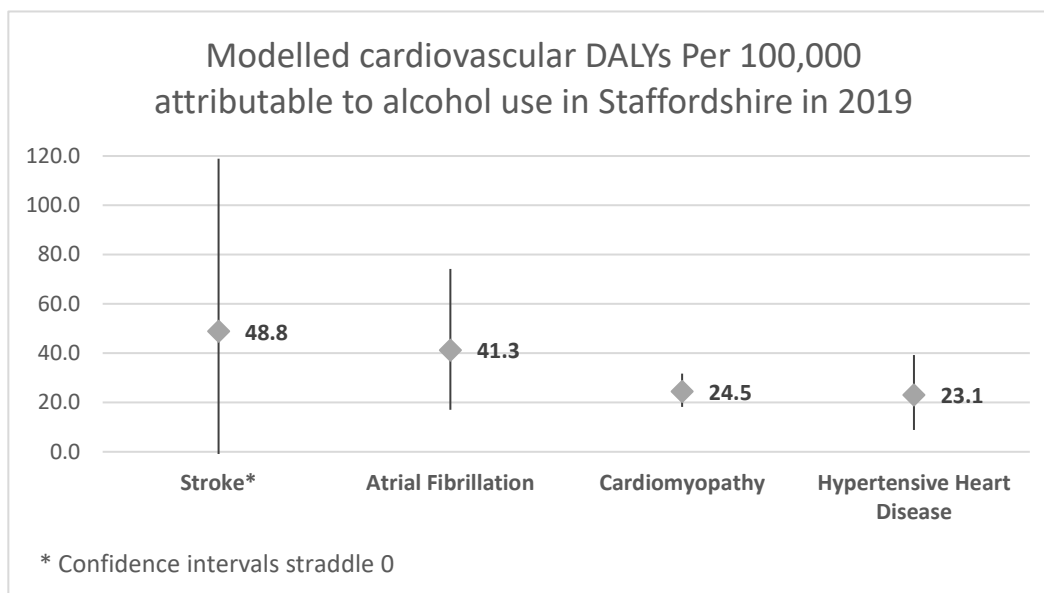 Modelled cardiovascular DALYs Per 100,000
attributable to alcohol use in Staffordshire in 2019
120.0
100.0
80.0
60.0
40.0
20.0
0.0
48.8
41.3
24.5
23.1
Stroke*
Atrial Fibrillation
Cardiomyopathy
Hypertensive Heart
Disease
* Confidence intervals straddle 0